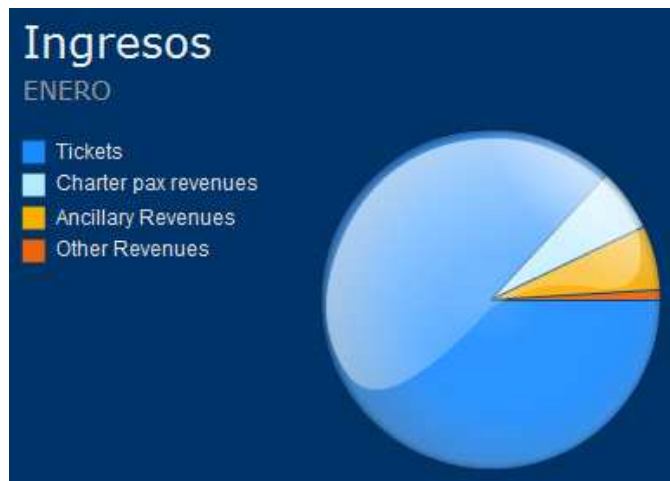 Ingresos
ENERO
Tickets
Charter pax revenues
Ancillary Revenues
Other Revenues